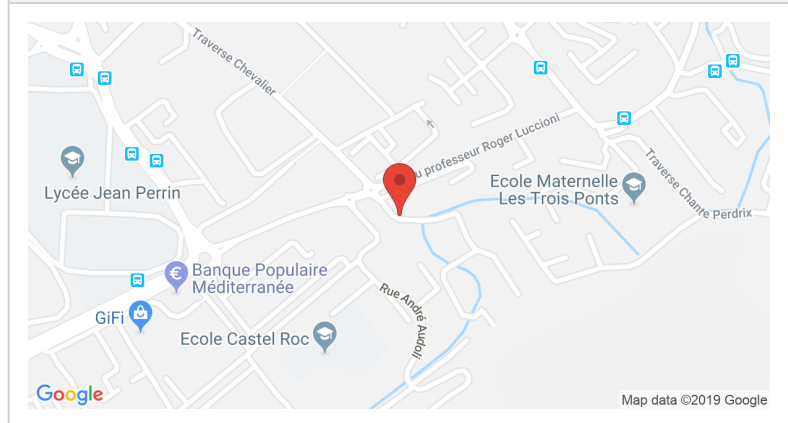 Traverse Chevalier
u professeur Roger Luccioni
Lycée Jean Perrin
Ecole Maternelle
Les Trois Ponts
Traverse Chante Perdrix
Banque Populaire
Méditerranée
GiFi
Rue André Audoli
Ecole Castel Roc
Google
Map data ©2019 Google